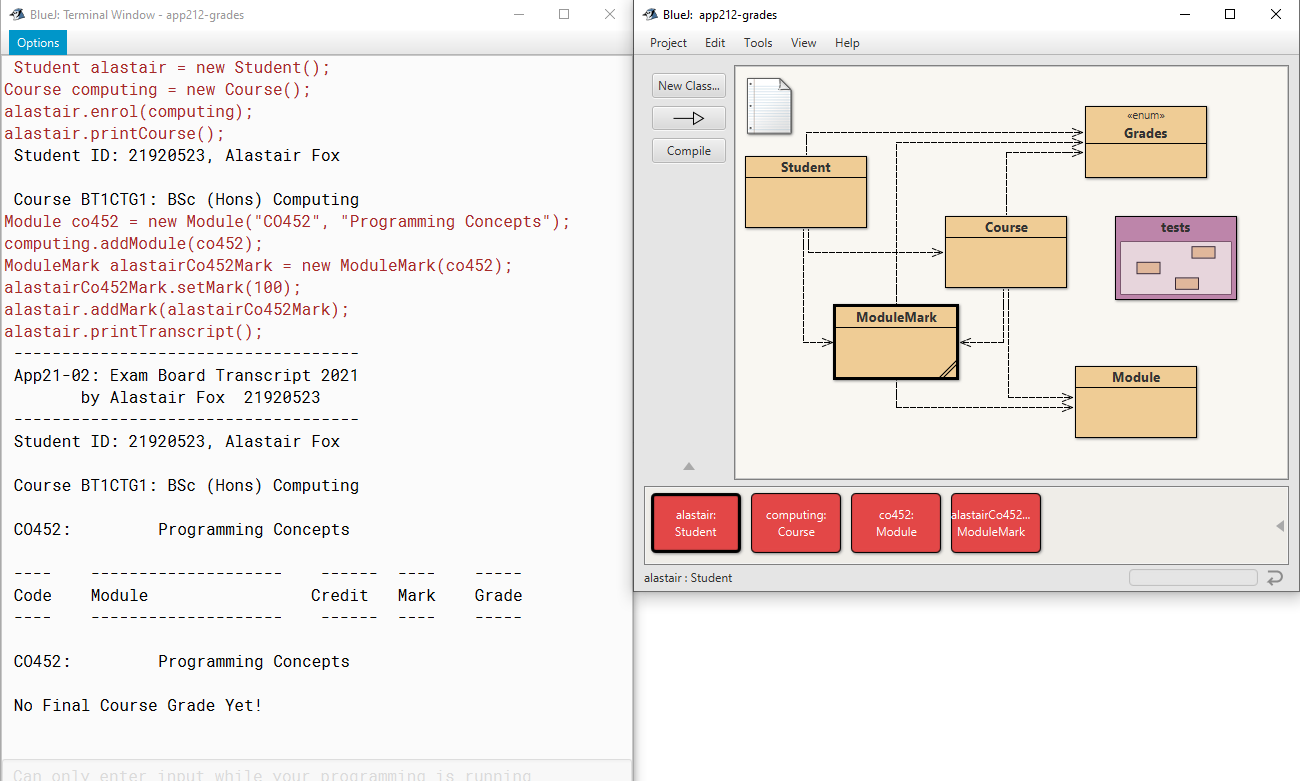 BlueJ: Terminal Window - app212-grades
Options
Student alastair = new Student();
Course computing = new Course();
alastair.enrol(computing);
alastair.printCourse();
Student ID: 21920523, Alastair Fox
Course BT1CTG1: BSc (Hons) Computing
Module co452 = new Module("CO452", "Programming Concepts");
computing.addModule(co452);
ModuleMark alastairCo452Mark = new ModuleMark(co452);
alastairCo452Mark.setMark(100);
alastair.addMark(alastairCo452Mark);
alastair.printTranscript();
------------------------------------
App21-02: Exam Board Transcript 2021
by Alastair Fox  21920523
------------------------------------
Student ID: 21920523, Alastair Fox
Course BT1CTG1: BSc (Hons) Computing
CO452:         Programming Concepts
----    --------------------    ------  ----    -----
Code    Module                 Credit   Mark    Grade
----    --------------------    ------  ----    -----
CO452:         Programming Concepts
No Final Course Grade Yet!
Can only enter input while your programming is running
BlueJ:  app212-grades
Project Edit Tools View Help
New Class...
Compile
«enum»
Grades
Student
Course
tests
ModuleMark
Module
alastair:
Student
computing:
Course
co452:
Module
alastairCo452...
ModuleMark
alastair : Student